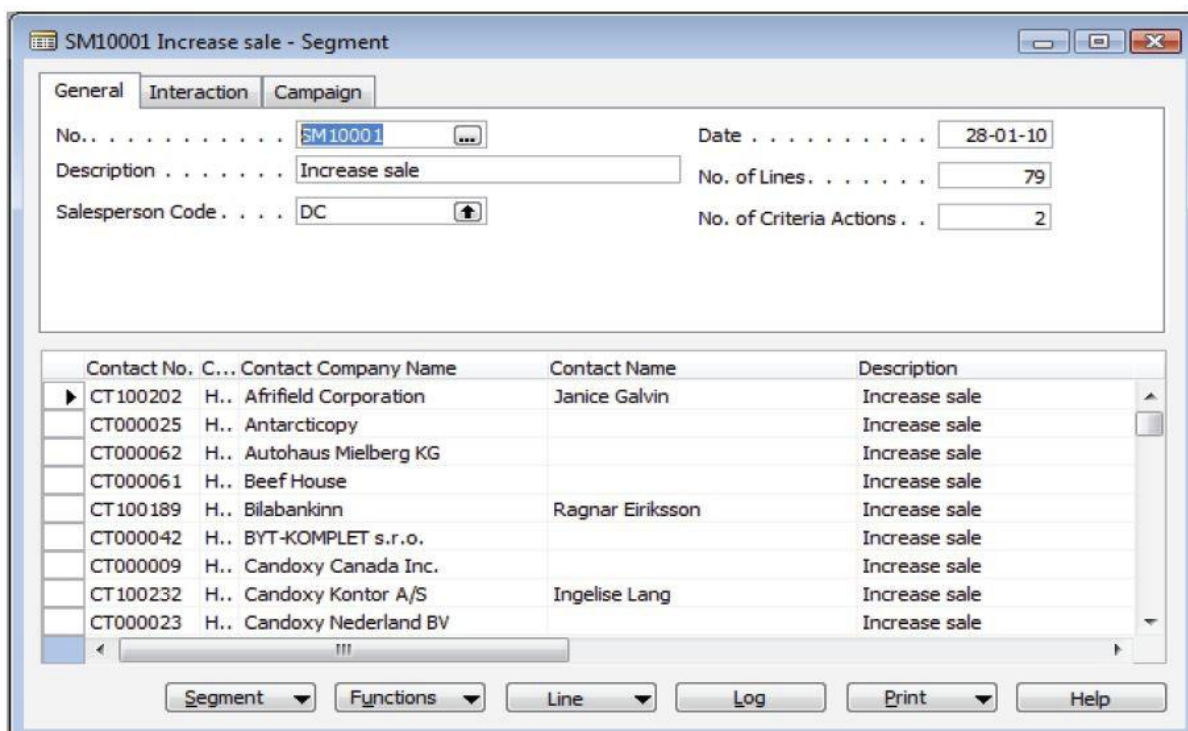 SM10001 Increase sale - Segment
General Interaction Campaign
No.. . . . . . . . . . . . SM10001 ... Date . . . . . . . . . . 28-01-10
Description . . . . . . . Increase sale No. of Lines. . . . . . . 79
Salesperson Code . . . . DC No. of Criteria Actions . . 2
Contact No. C... Contact Company Name Contact Name Description
CT100202 H.. Afrifield Corporation Janice Galvin Increase sale
CT000025 H.. Antarcticopy Increase sale
CT000062 H.. Autohaus Mielberg KG Increase sale
CT000061 H.. Beef House Increase sale
CT100189 H.. Bilabankinn Ragnar Eiriksson Increase sale
CT000042 H.. BYT-KOMPLET s.r.o. Increase sale
CT000009 H.. Candoxy Canada Inc. Increase sale
CT100232 H.. Candoxy Kontor A/S Ingelise Lang Increase sale
CT000023 H.. Candoxy Nederland BV Increase sale
Segment Functions Line Log Print Help